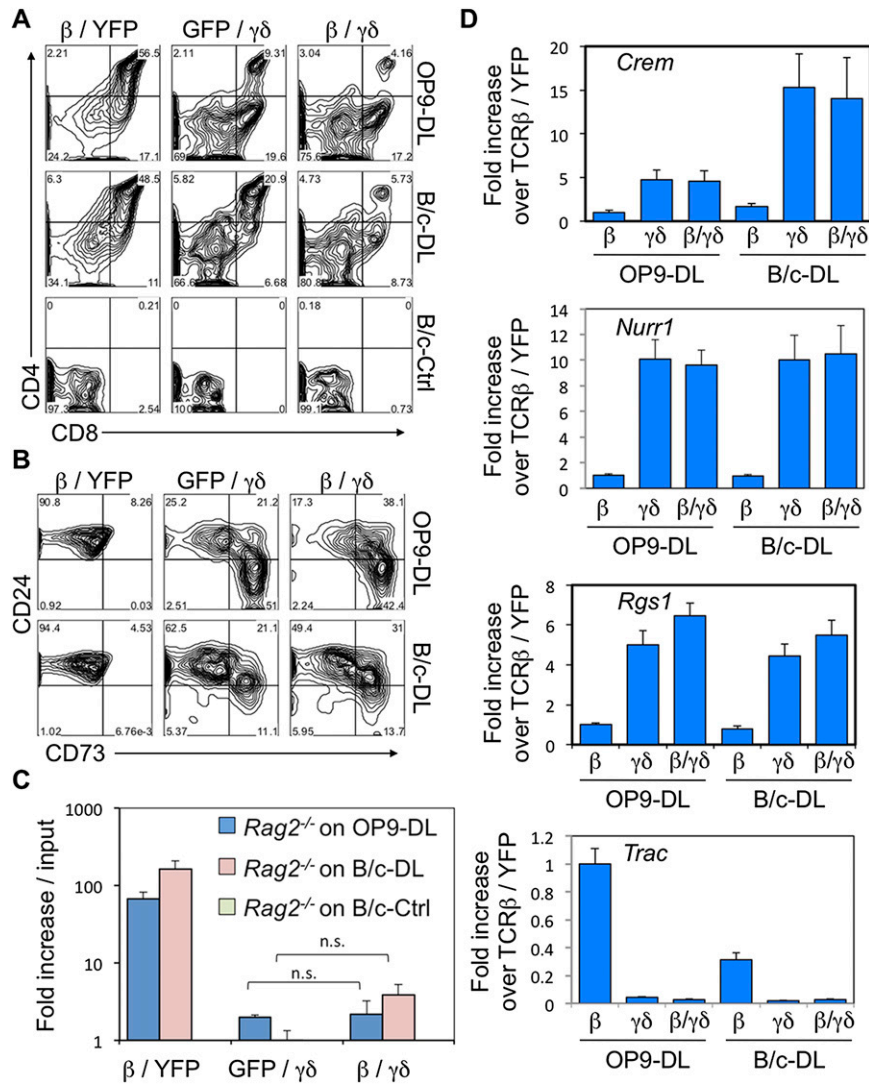 A
β / YFP GFP / γδ β / γδ
2.21 56.5 2.11 9.31 3.04 4.16
24.2 17.1 69 19.6 75.6 17.2
OP9-DL
6.3 48.5 5.82 20.9 4.73 5.73
34.1 11 66.6 6.68 80.8 8.73
B/c-DL
0 0.21 0 0 0.18 0
97.3 2.54 10 0 99.1 0.73
B/c-Ctrl
CD4
CD8
B
β / YFP GFP / γδ β / γδ
90.8 8.26 25.2 21.2 17.3 38.1
0.92 0.03 2.51 51 2.24 42.4
OP9-DL
94.4 4.53 62.5 21.1 49.4 31
1.02 6.76e-3 5.37 11.1 5.95 13.7
B/c-DL
CD24
CD73
C
Fold increase / input
1000
100
10
1
Rag2-/- on OP9-DL
Rag2-/- on B/c-DL
Rag2-/- on B/c-Ctrl
n.s.
n.s.
β / YFP GFP / γδ β / γδ
D
Crem
Fold increase
over TCRβ / YFP
20
15
10
5
0
β γδ β/γδ β γδ β/γδ
OP9-DL B/c-DL
Nurr1
Fold increase
over TCRβ / YFP
14
12
10
8
6
4
2
0
β γδ β/γδ β γδ β/γδ
OP9-DL B/c-DL
Rgs1
Fold increase
over TCRβ / YFP
8
6
4
2
0
β γδ β/γδ β γδ β/γδ
OP9-DL B/c-DL
Trac
Fold increase
over TCRβ / YFP
1.2
1
0.8
0.6
0.4
0.2
0
β γδ β/γδ β γδ β/γδ
OP9-DL B/c-DL